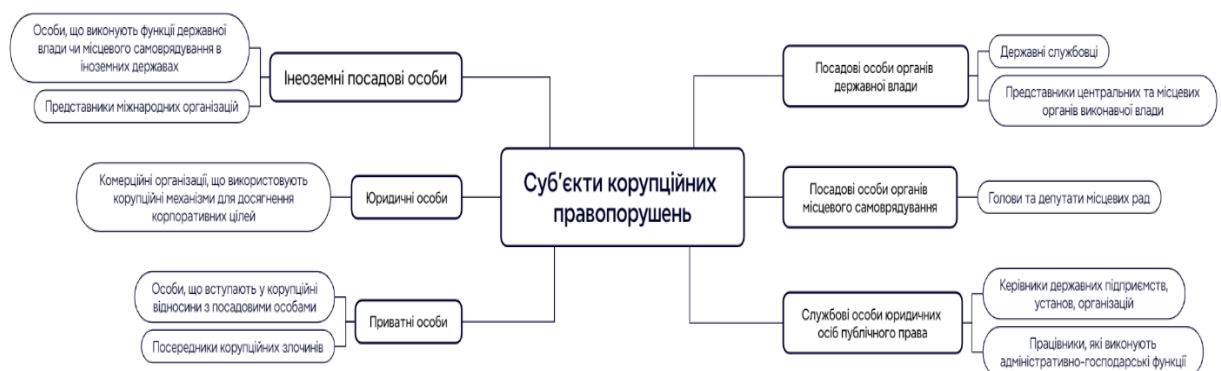 Суб'єкти корупційних
правопорушень
Інеоземні посадові особи
Особи, що виконують функції державної
влади чи місцевого самоврядування в
іноземних державах
Представники міжнародних організацій
Юридичні особи
Комерційні організації, що використовують
корупційні механізми для досягнення
корпоративних цілей
Приватні особи
Особи, що вступають у корупційні
відносини з посадовими особами
Посередники корупційних злочинів
Посадові особи органів
державної влади
Державні службовці
Представники центральних та місцевих
органів виконавчої влади
Посадові особи органів
місцевого самоврядування
Голови та депутати місцевих рад
Службові особи юридичних
осіб публічного права
Керівники державних підприємств,
установ, організацій
Працівники, які виконують
адміністративно-господарські функції